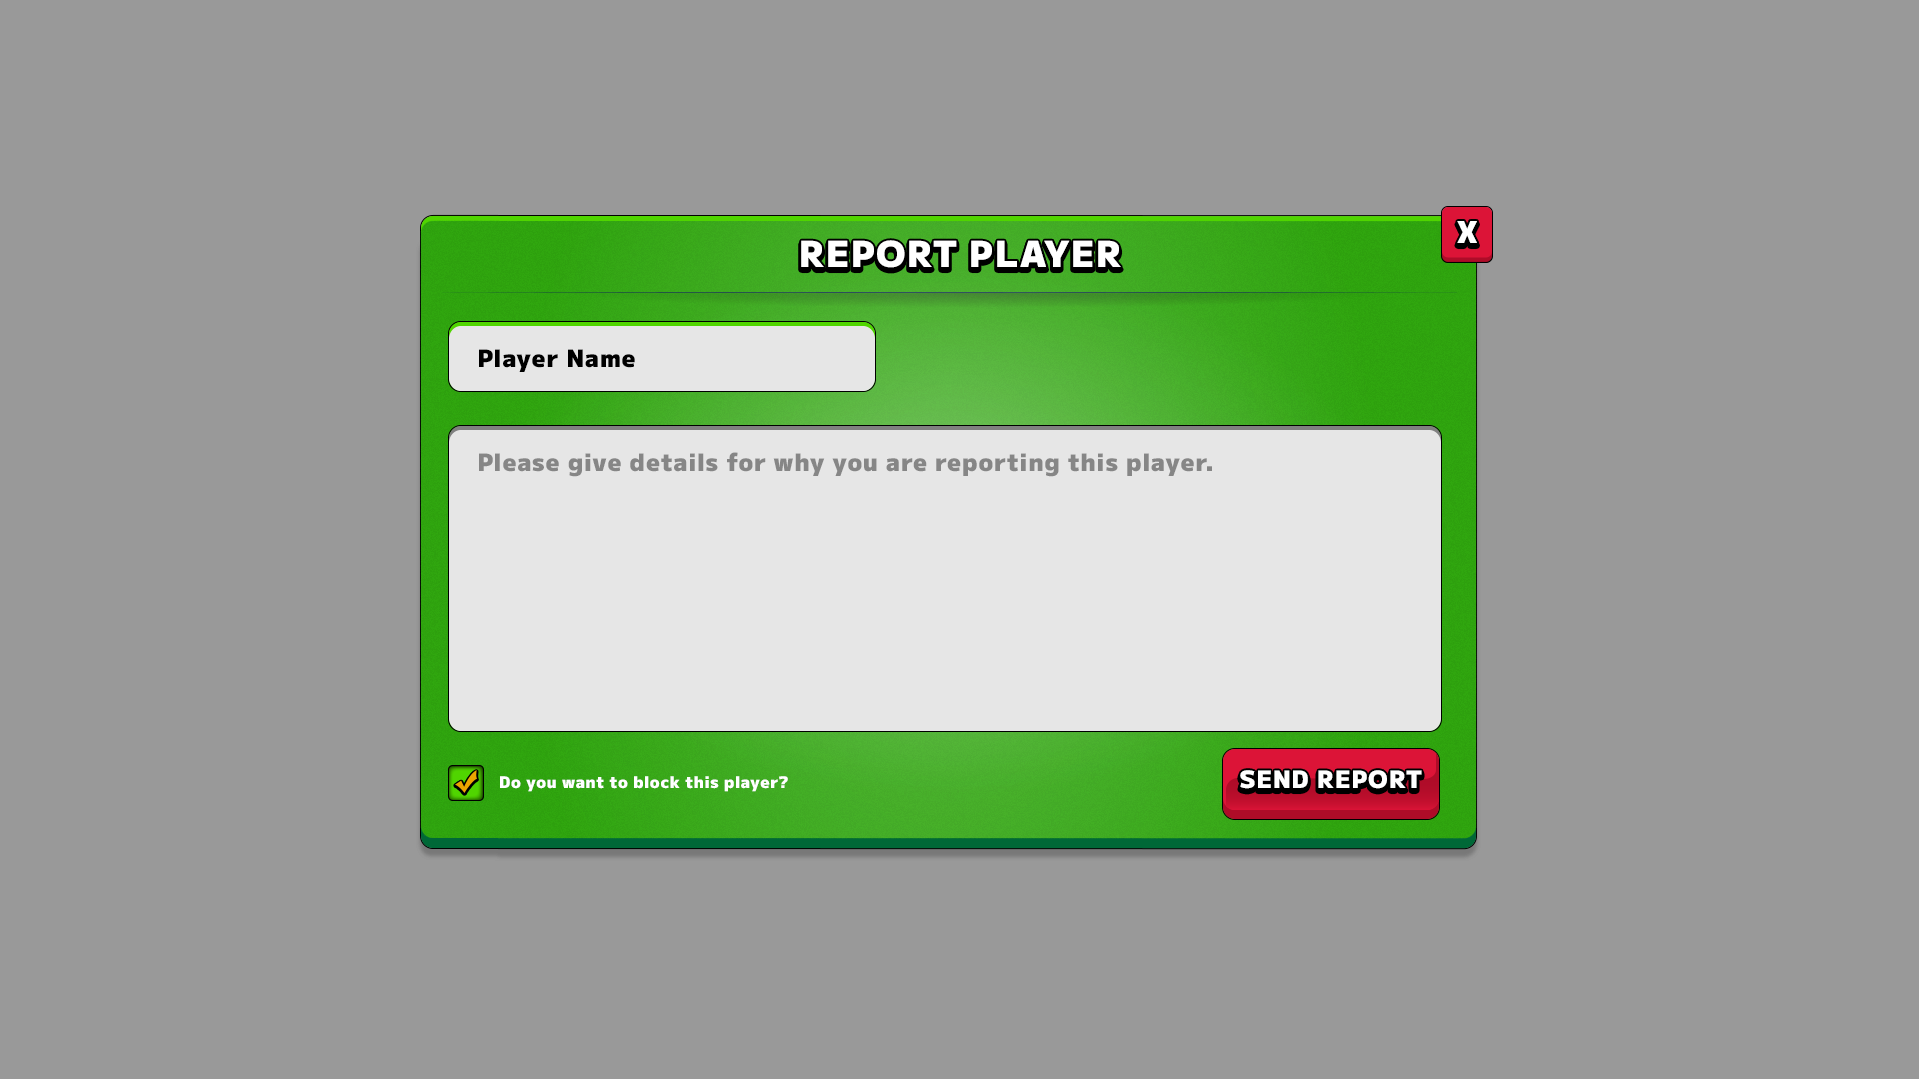 REPORT PLAYER
X
Player Name
Please give details for why you are reporting this player.
Do you want to block this player?
SEND REPORT